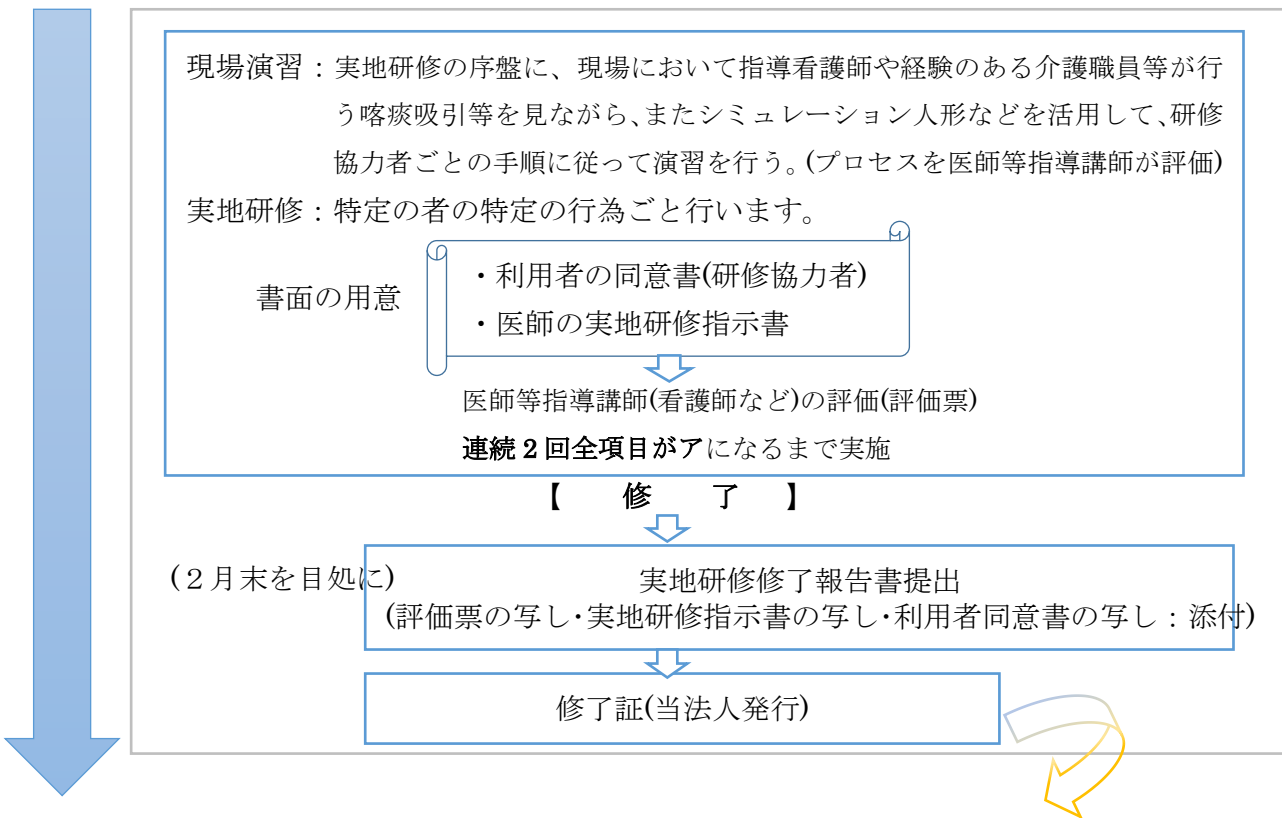 現場演習：実地研修の序盤に、現場において指導看護師や経験のある介護職員等が行
う喀痰吸引等を見ながら、またシミュレーション人形などを活用して、研修
協力者ごとの手順に従って演習を行う。(プロセスを医師等指導講師が評価)
実地研修：特定の者の特定の行為ごと行います。
書面の用意
・利用者の同意書(研修協力者)
・医師の実地研修指示書
医師等指導講師(看護師など)の評価(評価票)
連続２回全項目がアになるまで実施
【　修　了　】
(２月末を目処に)
実地研修修了報告書提出
(評価票の写し・実地研修指示書の写し・利用者同意書の写し：添付)
修了証(当法人発行)